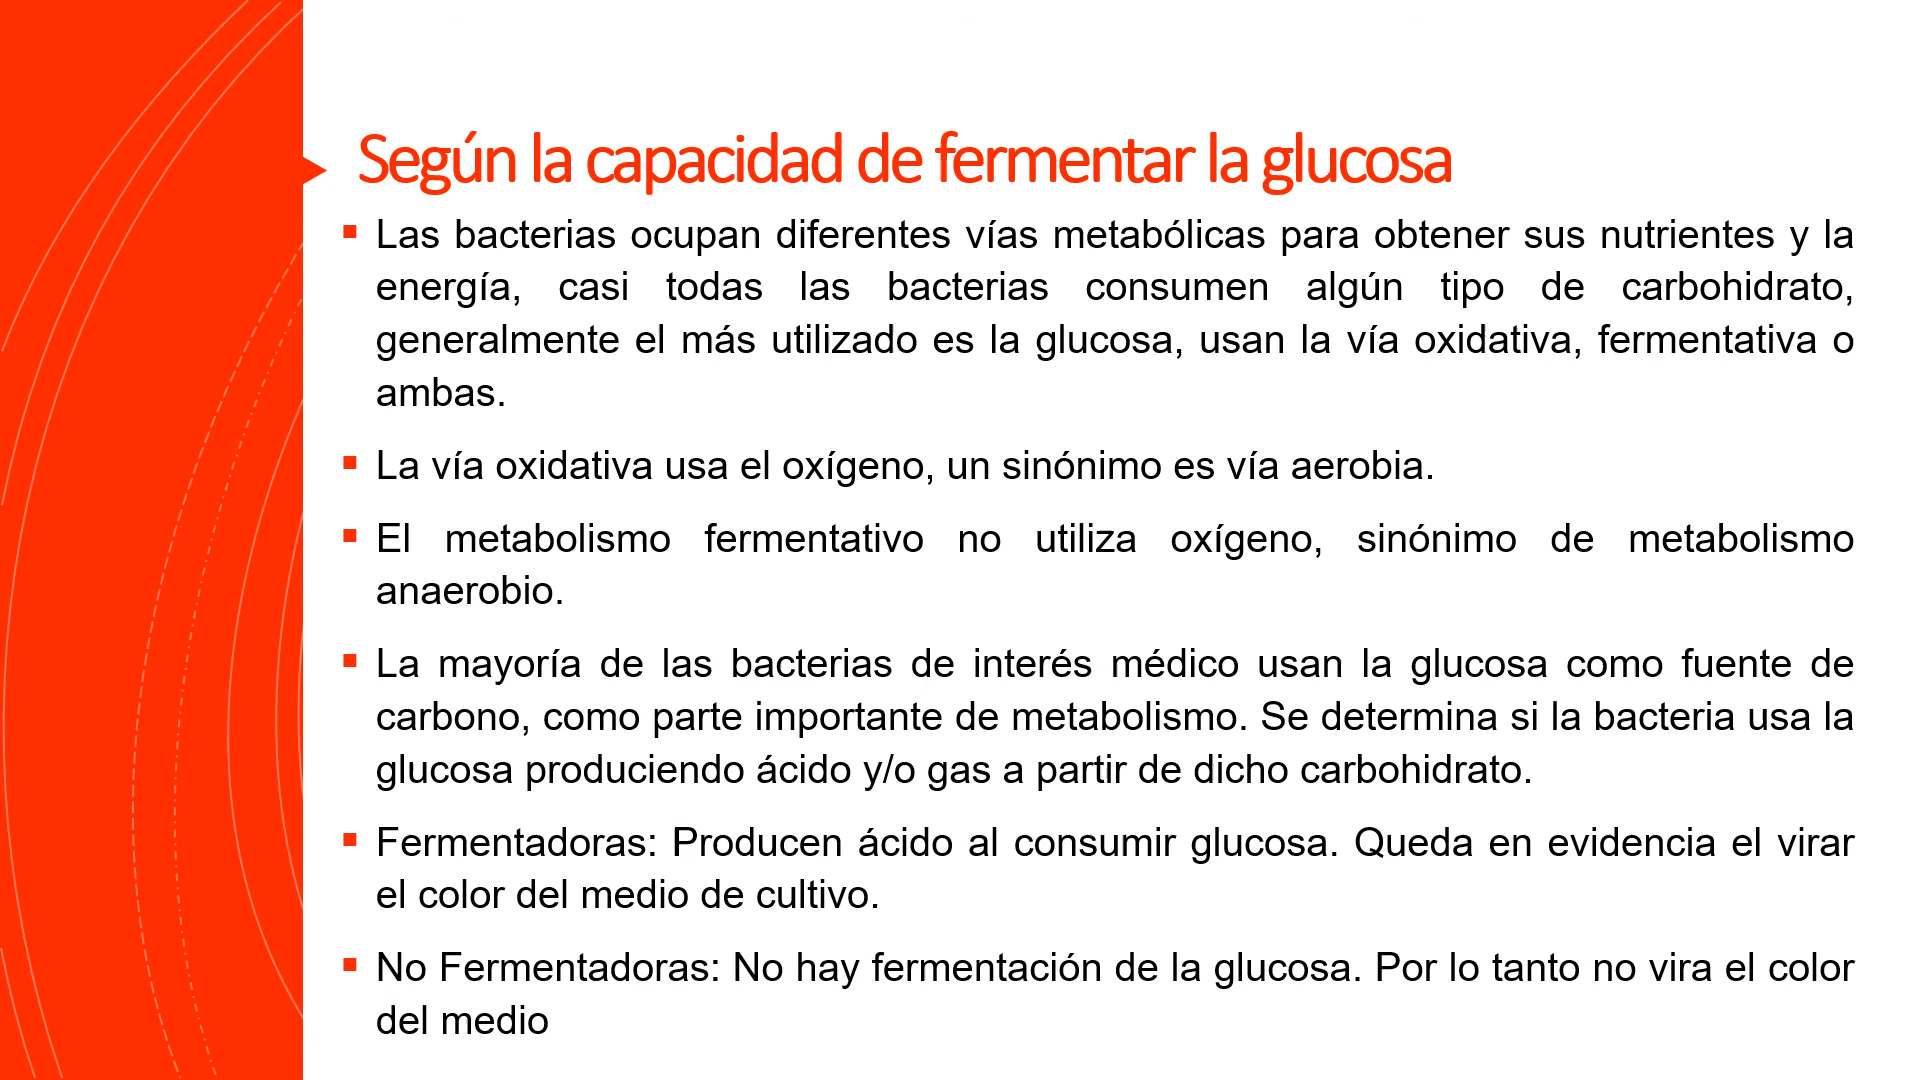 Según la capacidad de fermentar la glucosa
▪ Las bacterias ocupan diferentes vías metabólicas para obtener sus nutrientes y la
energía, casi todas las bacterias consumen algún tipo de carbohidrato,
generalmente el más utilizado es la glucosa, usan la vía oxidativa, fermentativa o
ambas.
▪ La vía oxidativa usa el oxígeno, un sinónimo es vía aerobia.
▪ El metabolismo fermentativo no utiliza oxígeno, sinónimo de metabolismo
anaerobio.
▪ La mayoría de las bacterias de interés médico usan la glucosa como fuente de
carbono, como parte importante de metabolismo. Se determina si la bacteria usa la
glucosa produciendo ácido y/o gas a partir de dicho carbohidrato.
▪ Fermentadoras: Producen ácido al consumir glucosa. Queda en evidencia el virar
el color del medio de cultivo.
▪ No Fermentadoras: No hay fermentación de la glucosa. Por lo tanto no vira el color
del medio